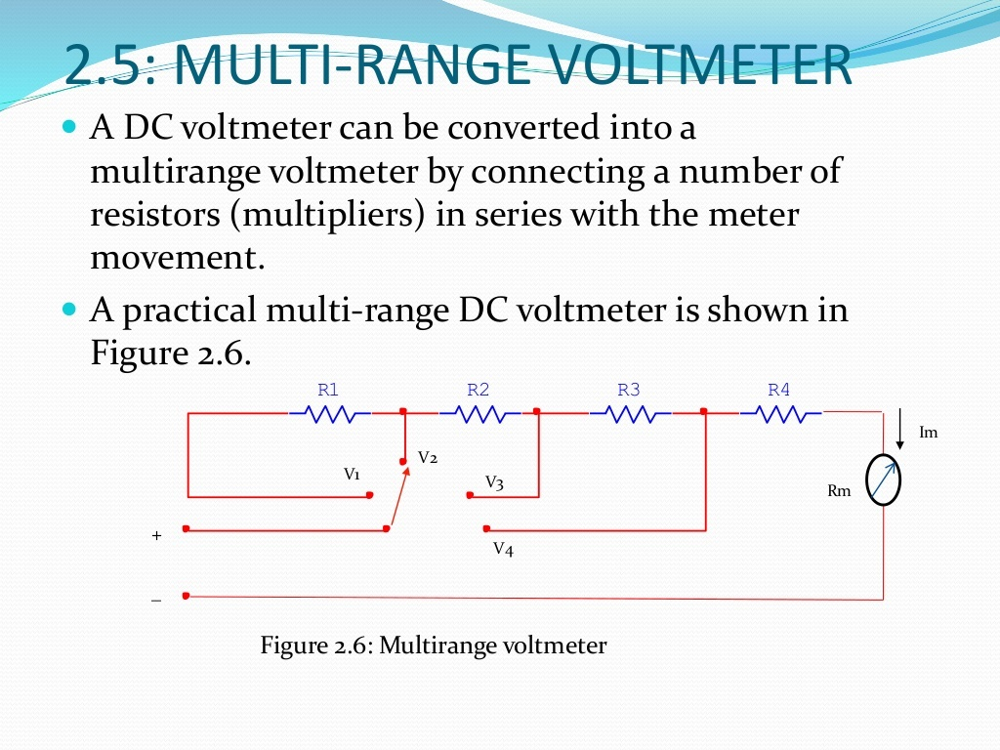 2.5: MULTI-RANGE VOLTMETER
• A DC voltmeter can be converted into a
multirange voltmeter by connecting a number of
resistors (multipliers) in series with the meter
movement.
• A practical multi-range DC voltmeter is shown in
Figure 2.6.
R1 R2 R3 R4
Im
V2
V1
V3
Rm
+
V4
_
Figure 2.6: Multirange voltmeter